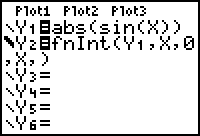 Plot1 Plot2 Plot3
\Y₁=abs(sin(X))
\Y₂=fnInt(Y₁,X,0
,X,)
\Y₃=
\Y₄=
\Y₅=
\Y₆=